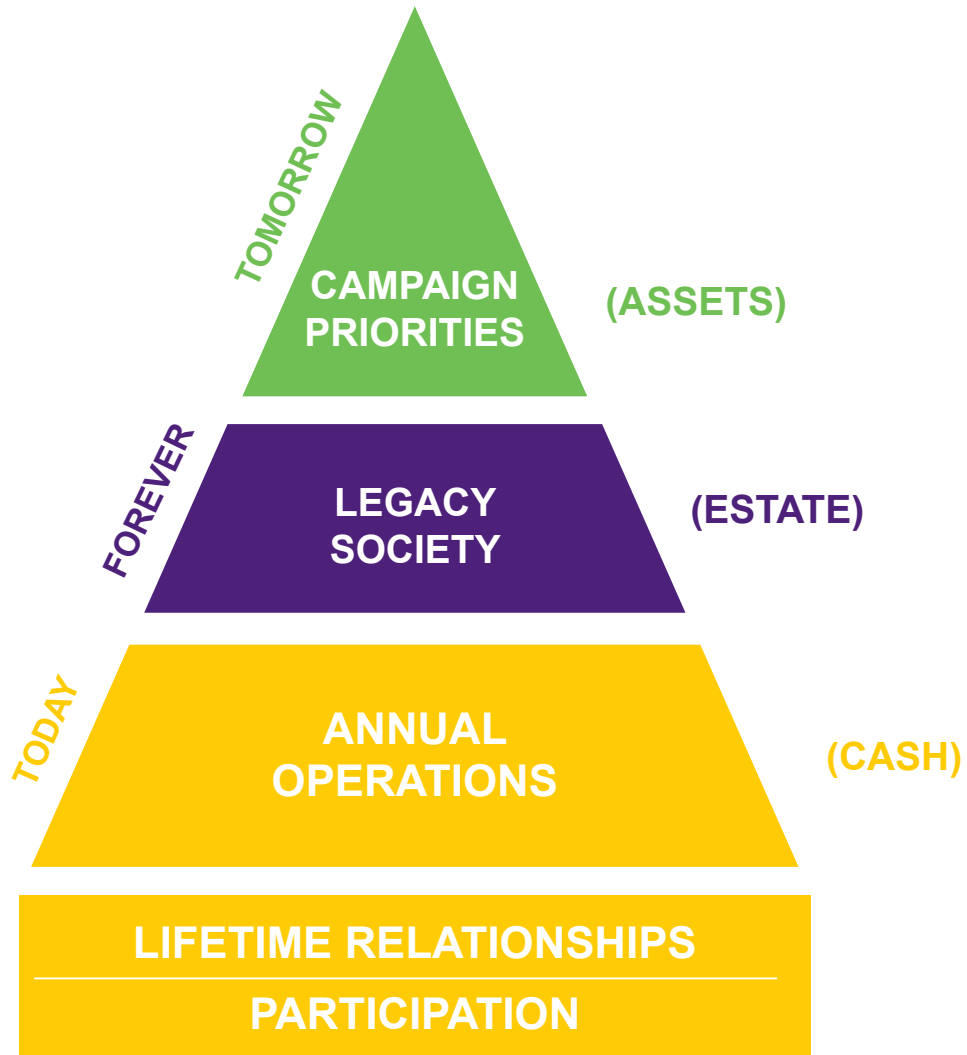 TOMORROW
CAMPAIGN
PRIORITIES
(ASSETS)
FOREVER
LEGACY
SOCIETY
(ESTATE)
TODAY
ANNUAL
OPERATIONS
(CASH)
LIFETIME RELATIONSHIPS
PARTICIPATION